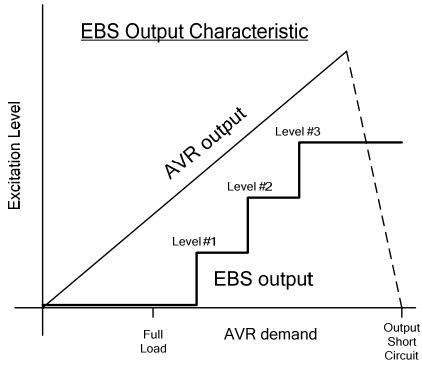 EBS Output Characteristic
Excitation Level
AVR output
Level #3
Level #2
Level #1
EBS output
Full
Load
AVR demand
Output
Short
Circuit